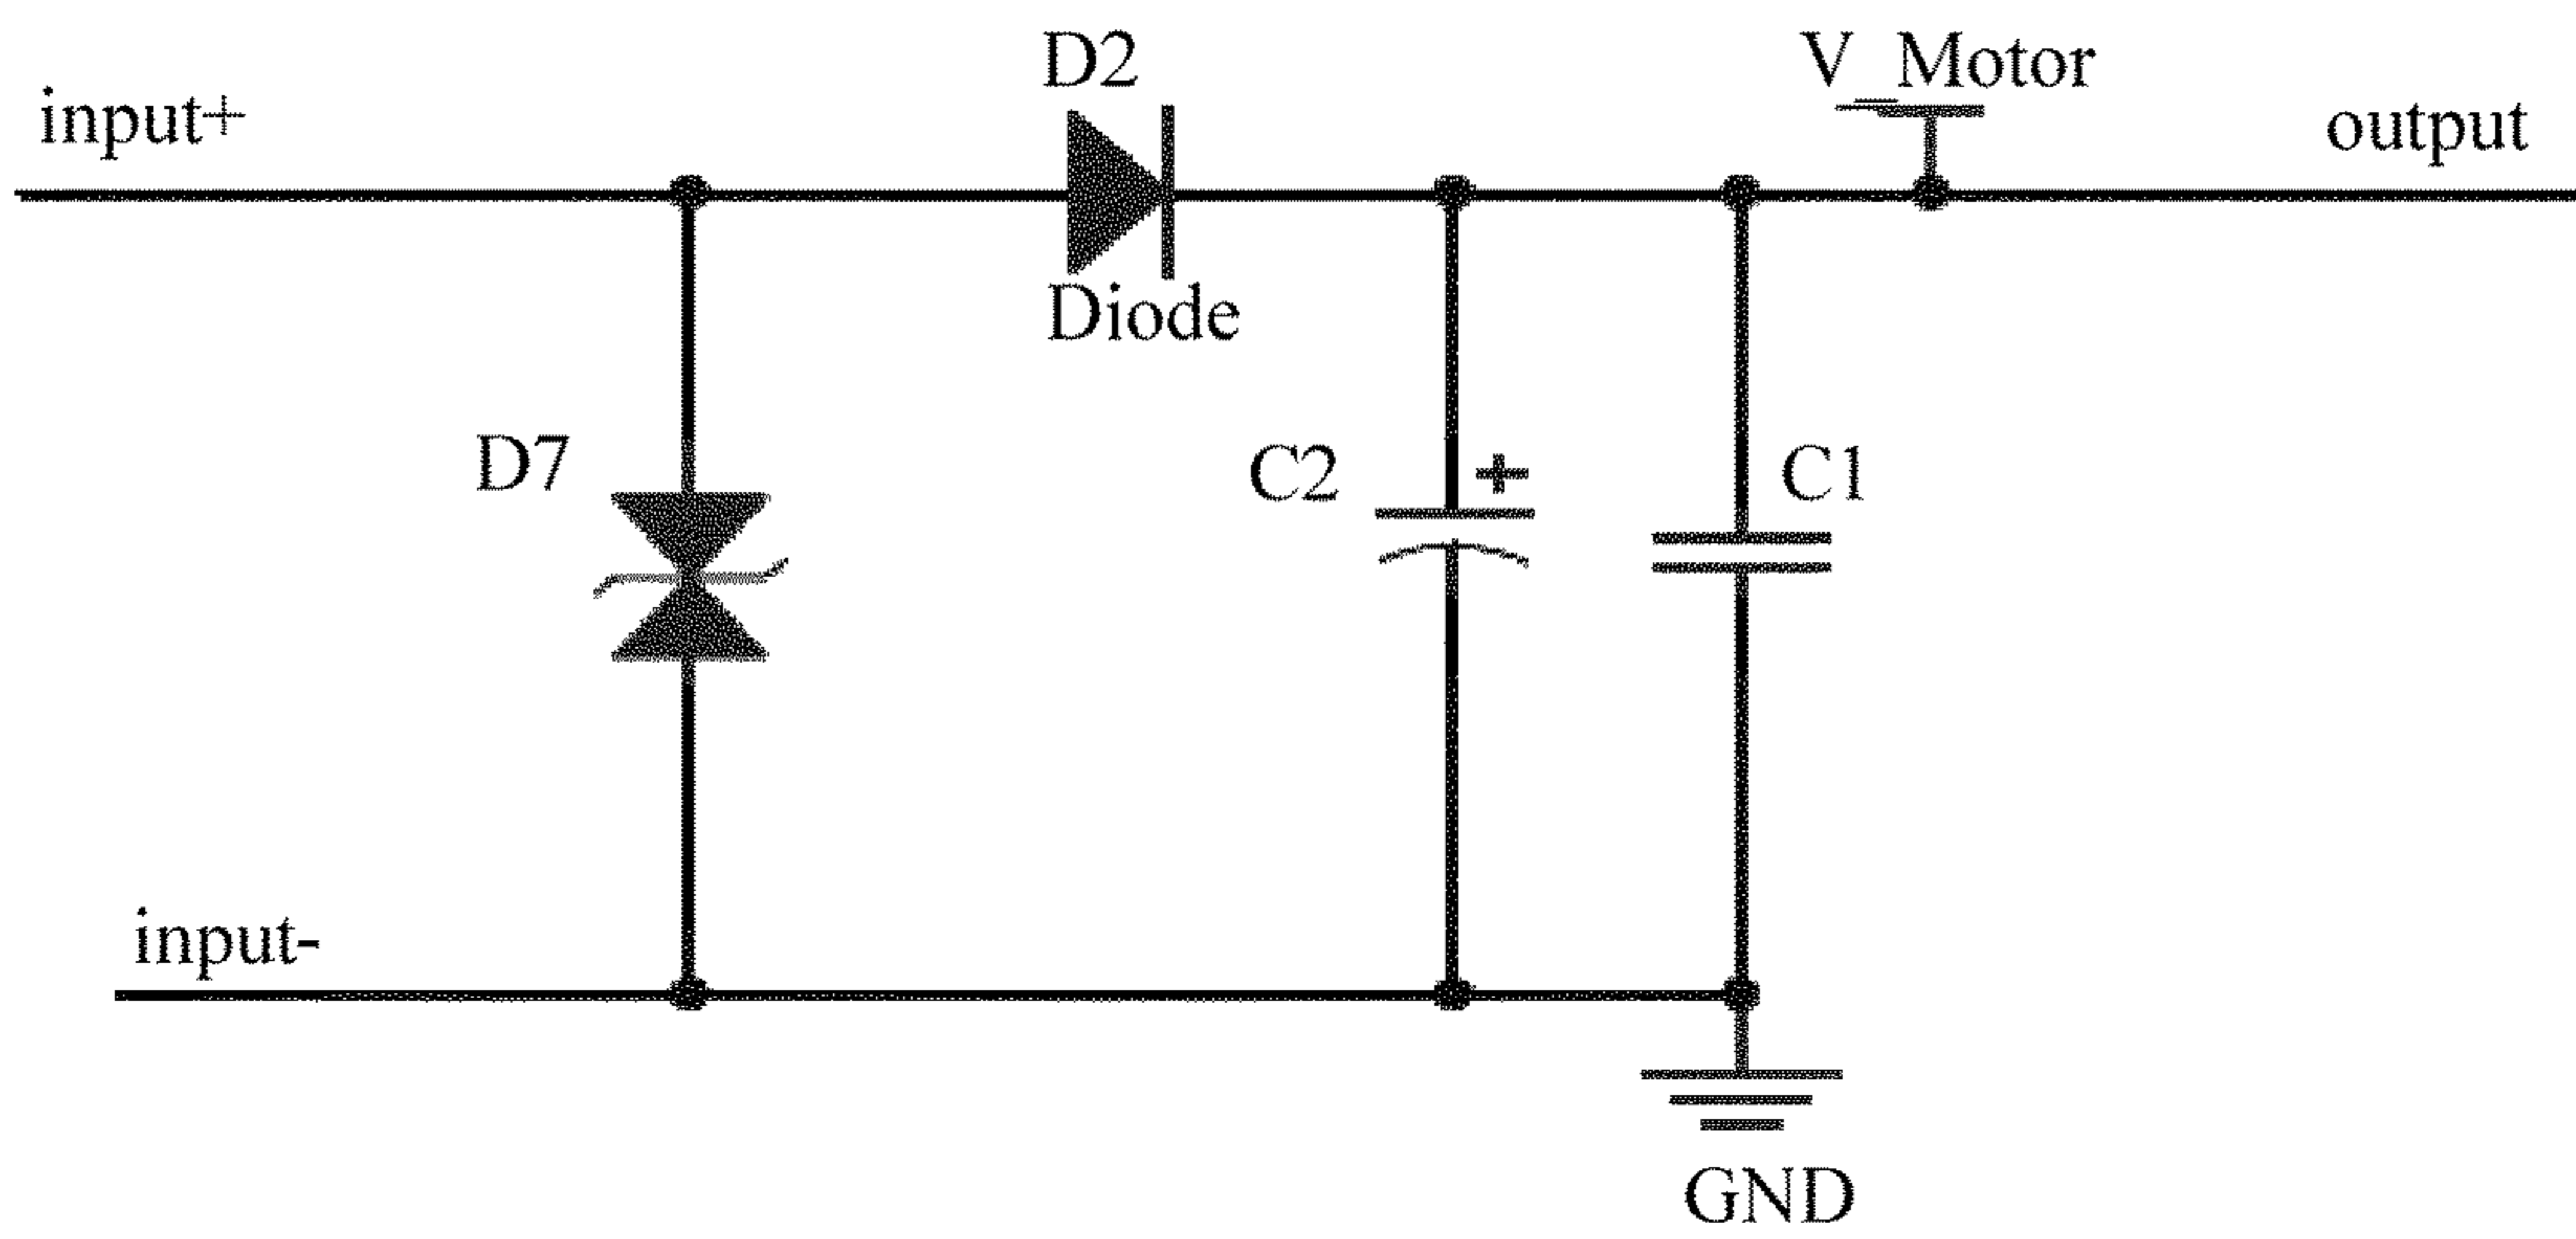 D2
V_Motor
input+
output
Diode
D7
C2
+
C1
input-
GND